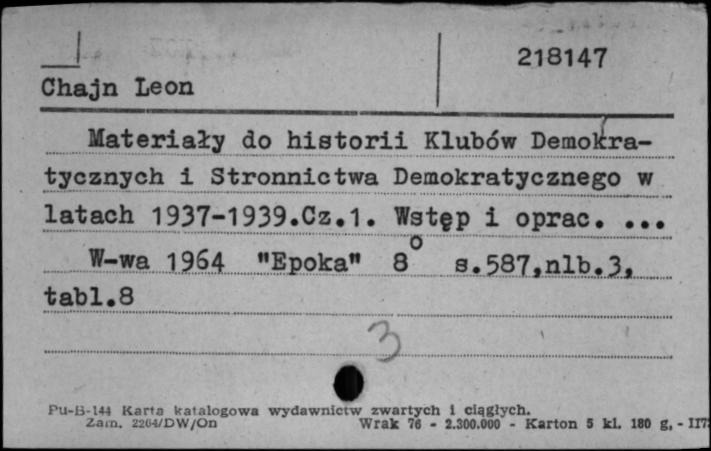 218147
Chajn Leon
Materiały do historii Klubów Demokra-
tycznych i Stronnictwa Demokratycznego w
latach 1937-1939.Cz.1. Wstęp i oprac. ...
W-wa 1964 "Epoka" 8° s.587,nlb.3,
tabl.8
3
Pu-B-144 Karta katalogowa wydawnictw zwartych i ciągłych.
Zam. 2264/DW/On Wrak 76 - 2.300.000 - Karton 5 kl. 180 g, -